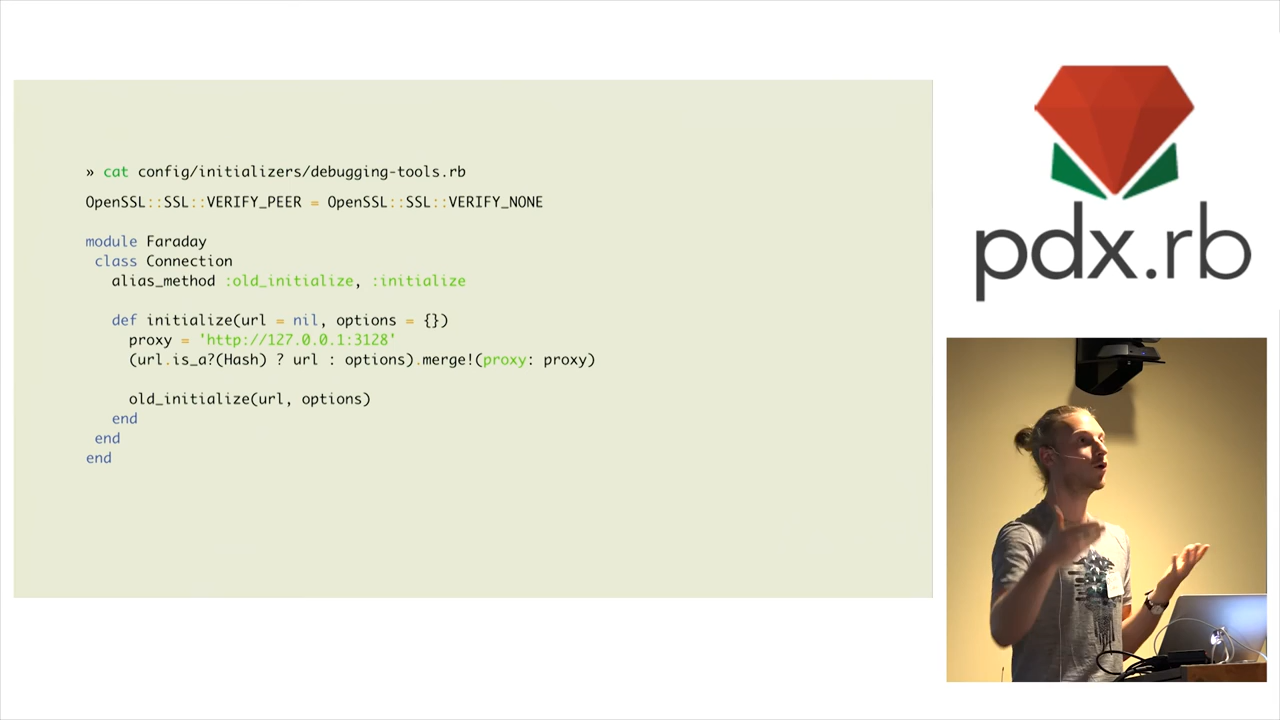 » cat config/initializers/debugging-tools.rb
OpenSSL::SSL::VERIFY_PEER = OpenSSL::SSL::VERIFY_NONE
module Faraday
class Connection
alias_method :old_initialize, :initialize
def initialize(url = nil, options = {})
proxy = 'http://127.0.0.1:3128'
(url.is_a?(Hash) ? url : options).merge!(proxy: proxy)
old_initialize(url, options)
end
end
end
pdx.rb